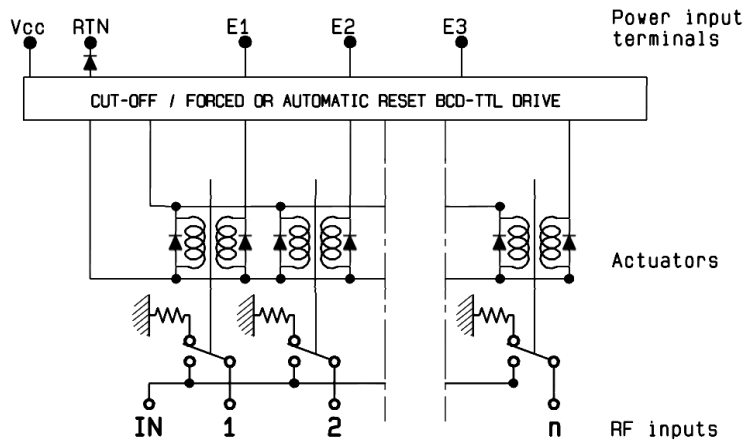 Vcc RTN E1 E2 E3 Power input
terminals
CUT-OFF / FORCED OR AUTOMATIC RESET BCD-TTL DRIVE
Actuators
IN 1 2 n RF inputs